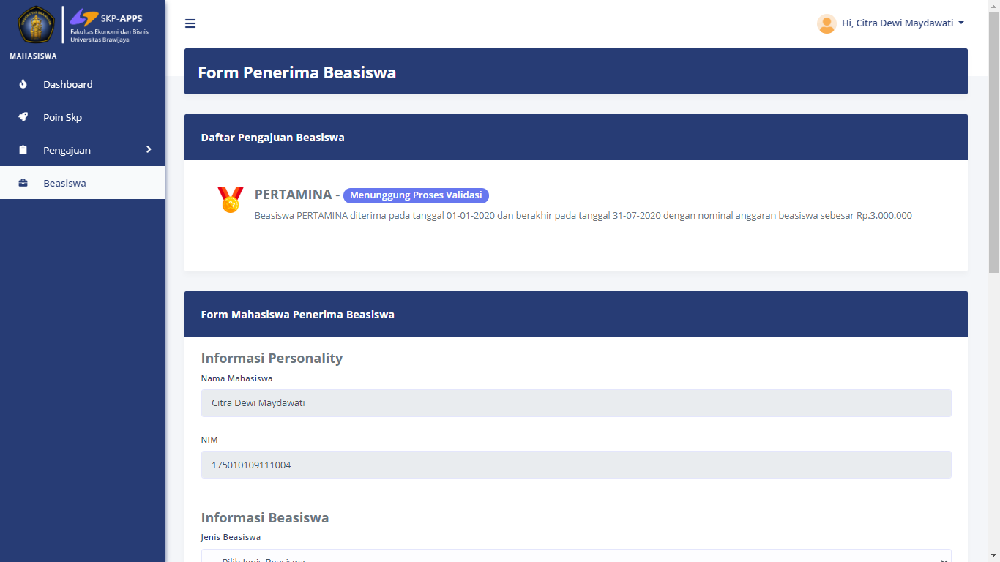 SKP-APPS
Fakultas Ekonomi dan Bisnis
Universitas Brawijaya
MAHASISWA
Dashboard
Poin Skp
Pengajuan
Beasiswa
Hi, Citra Dewi Maydawati
Form Penerima Beasiswa
Daftar Pengajuan Beasiswa
PERTAMINA - Menunggung Proses Validasi
Beasiswa PERTAMINA diterima pada tanggal 01-01-2020 dan berakhir pada tanggal 31-07-2020 dengan nominal anggaran beasiswa sebesar Rp.3.000.000
Form Mahasiswa Penerima Beasiswa
Informasi Personality
Nama Mahasiswa
Citra Dewi Maydawati
NIM
175010109111004
Informasi Beasiswa
Jenis Beasiswa
Pilih Jenis Beasiswa